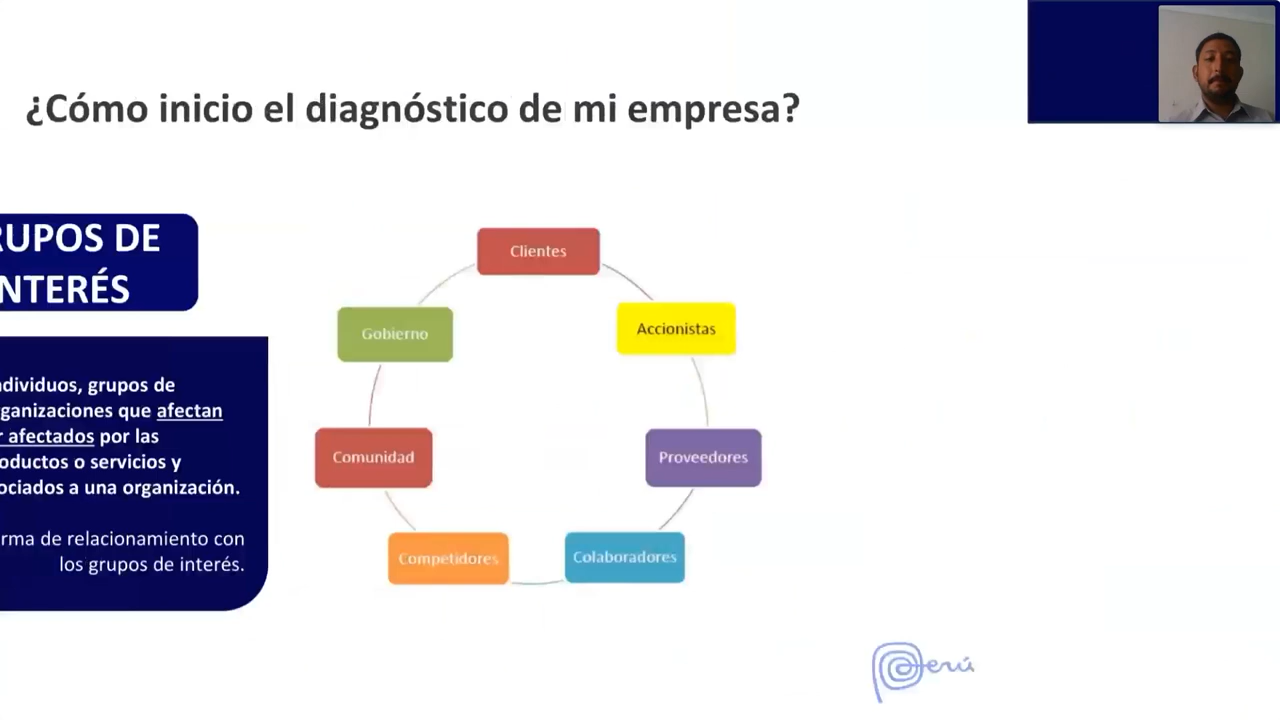 ¿Cómo inicio el diagnóstico de mi empresa?
RUPOS DE
NTERÉS
dividuos, grupos de
ganizaciones que afectan
r afectados por las
oductos o servicios y
ociados a una organización.
rma de relacionamiento con
los grupos de interés.
Clientes
Accionistas
Proveedores
Colaboradores
Competidores
Comunidad
Gobierno
Perú